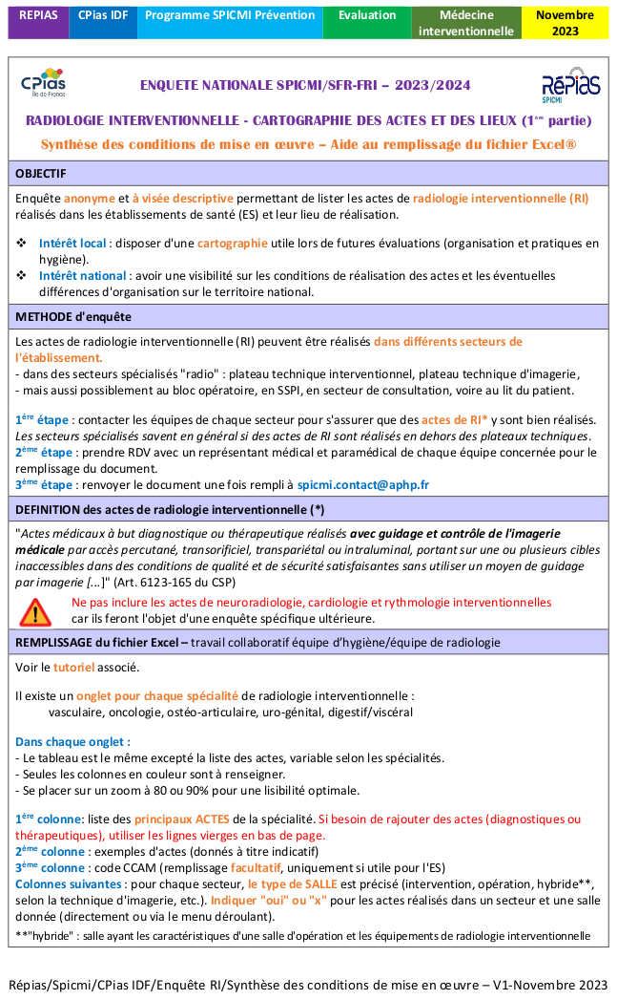 REPIAS
CPias IDF
Programme SPICMI Prévention
Evaluation
Médecine
interventionnelle
Novembre
2023
CPias
Île-de-France
RéPiAS
SPICMI
ENQUETE NATIONALE SPICMI/SFR-FRI – 2023/2024
RADIOLOGIE INTERVENTIONNELLE - CARTOGRAPHIE DES ACTES ET DES LIEUX (1ère partie)
Synthèse des conditions de mise en œuvre – Aide au remplissage du fichier Excel®
OBJECTIF
Enquête anonyme et à visée descriptive permettant de lister les actes de radiologie interventionnelle (RI)
réalisés dans les établissements de santé (ES) et leur lieu de réalisation.
❖ Intérêt local : disposer d'une cartographie utile lors de futures évaluations (organisation et pratiques en
hygiène).
❖ Intérêt national : avoir une visibilité sur les conditions de réalisation des actes et les éventuelles
différences d'organisation sur le territoire national.
METHODE d'enquête
Les actes de radiologie interventionnelle (RI) peuvent être réalisés dans différents secteurs de
l'établissement.
- dans des secteurs spécialisés "radio" : plateau technique interventionnel, plateau technique d'imagerie,
- mais aussi possiblement au bloc opératoire, en SSPI, en secteur de consultation, voire au lit du patient.
1ère étape : contacter les équipes de chaque secteur pour s'assurer que des actes de RI* y sont bien réalisés.
Les secteurs spécialisés savent en général si des actes de RI sont réalisés en dehors des plateaux techniques.
2ème étape : prendre RDV avec un représentant médical et paramédical de chaque équipe concernée pour le
remplissage du document.
3ème étape : renvoyer le document une fois rempli à spicmi.contact@aphp.fr
DEFINITION des actes de radiologie interventionnelle (*)
"Actes médicaux à but diagnostique ou thérapeutique réalisés avec guidage et contrôle de l'imagerie
médicale par accès percutané, transorificiel, transpariétal ou intraluminal, portant sur une ou plusieurs cibles
inaccessibles dans des conditions de qualité et de sécurité satisfaisantes sans utiliser un moyen de guidage
par imagerie [...]" (Art. 6123-165 du CSP)
Ne pas inclure les actes de neuroradiologie, cardiologie et rythmologie interventionnelles
car ils feront l'objet d'une enquête spécifique ultérieure.
REMPLISSAGE du fichier Excel – travail collaboratif équipe d'hygiène/équipe de radiologie
Voir le tutoriel associé.
Il existe un onglet pour chaque spécialité de radiologie interventionnelle :
vasculaire, oncologie, ostéo-articulaire, uro-génital, digestif/viscéral
Dans chaque onglet :
- Le tableau est le même excepté la liste des actes, variable selon les spécialités.
- Seules les colonnes en couleur sont à renseigner.
- Se placer sur un zoom à 80 ou 90% pour une lisibilité optimale.
1ère colonne: liste des principaux ACTES de la spécialité. Si besoin de rajouter des actes (diagnostiques ou
thérapeutiques), utiliser les lignes vierges en bas de page.
2ème colonne : exemples d'actes (donnés à titre indicatif)
3ème colonne : code CCAM (remplissage facultatif, uniquement si utile pour l'ES)
Colonnes suivantes : pour chaque secteur, le type de SALLE est précisé (intervention, opération, hybride**,
selon la technique d'imagerie, etc.). Indiquer "oui" ou "x" pour les actes réalisés dans un secteur et une salle
donnée (directement ou via le menu déroulant).
**"hybride" : salle ayant les caractéristiques d'une salle d'opération et les équipements de radiologie interventionnelle
Répias/Spicmi/CPias IDF/Enquête RI/Synthèse des conditions de mise en œuvre – V1-Novembre 2023